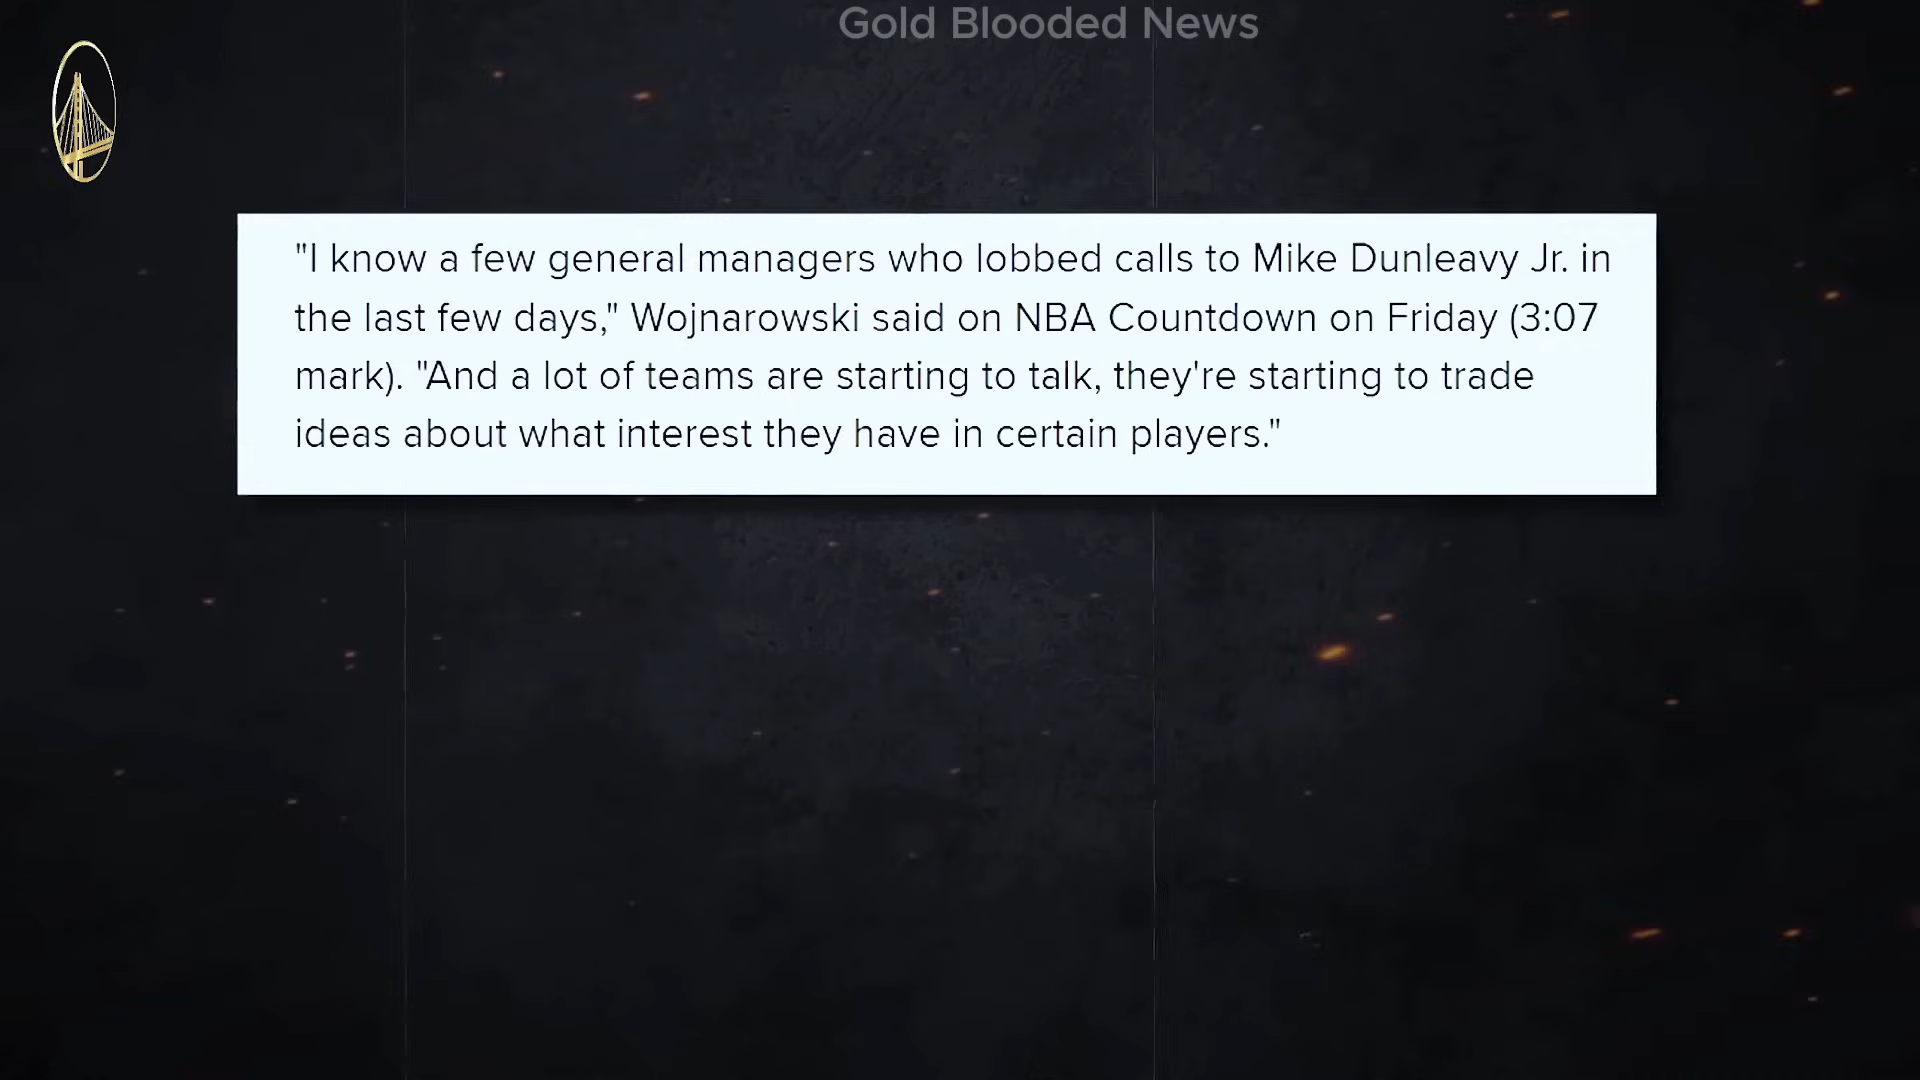 Gold Blooded News
"I know a few general managers who lobbed calls to Mike Dunleavy Jr. in
the last few days," Wojnarowski said on NBA Countdown on Friday (3:07
mark). "And a lot of teams are starting to talk, they're starting to trade
ideas about what interest they have in certain players."